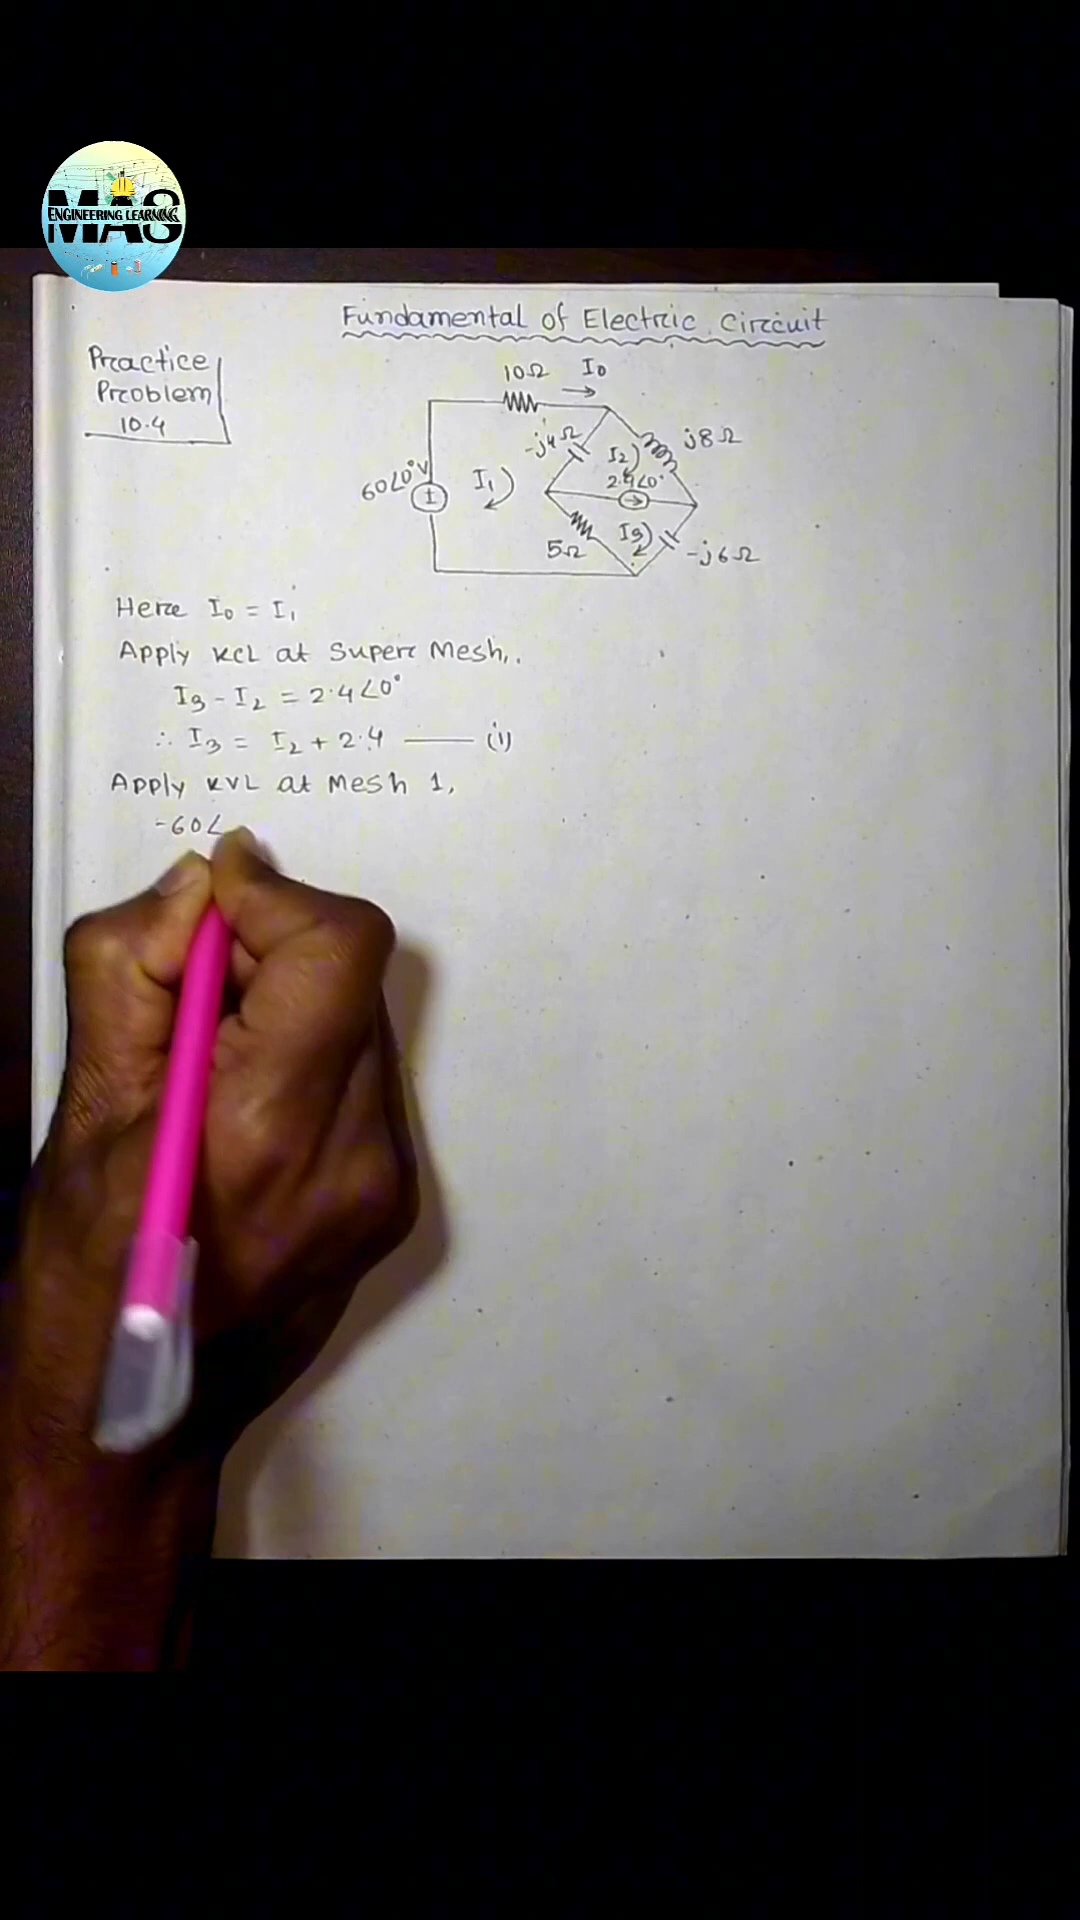 MAS
ENGINEERING LEARNING
Fundamental of Electric Circuit
Practice
Problem
10.4
10Ω
I₀
-j4Ω
j8Ω
I₂
2.4∠0°
60∠0°V
I₁
5Ω
I₃
-j6Ω
Here I₀ = I₁
Apply KCL at Super Mesh,.
I₃ - I₂ = 2.4∠0°
∴ I₃ = I₂ + 2.4 —— (i)
Apply KVL at Mesh 1,
-60∠